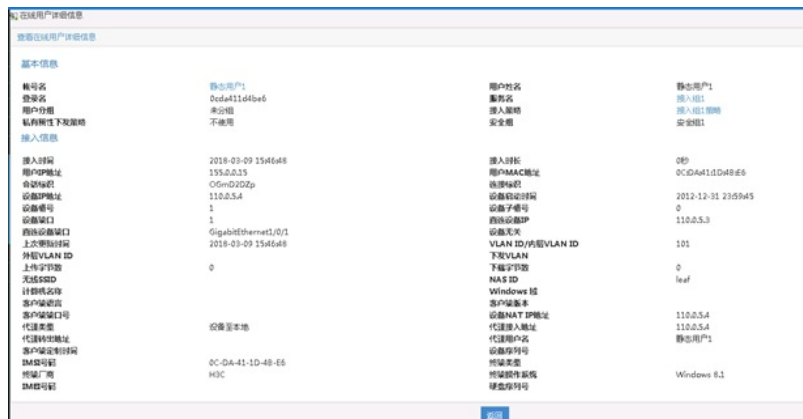 在线用户详细信息
查看在线用户详细信息
基本信息
帐号名 静态用户1 用户姓名 静态用户1
登录名 0cda411d4be6 服务名 接入组1
用户分组 未分组 接入策略 接入组1策略
私有属性下发策略 不使用 安全组 安全组1
接入信息
接入时间 2018-03-09 15:46:48 接入时长 0秒
用户IP地址 155.0.0.15 用户MAC地址 0C:DA:41:1D:48:E6
会话标识 OGmD2DZp 连接标识
设备IP地址 110.0.5.4 设备启动时间 2012-12-31 23:59:45
设备槽号 1 设备子槽号 0
设备端口 1 直连设备IP 110.0.5.3
直连设备端口 GigabitEthernet1/0/1 设备无关
上次更新时间 2018-03-09 15:46:48 VLAN ID/内层VLAN ID 101
外层VLAN ID 下发VLAN
上传字节数 0 下载字节数 0
无线SSID NAS ID leaf
计算机名称 Windows 域
客户端语言 客户端版本
客户端端口号 设备NAT IP地址 110.0.5.4
代理类型 设备至本地 代理接入地址 110.0.5.4
代理转出地址 代理用户名 静态用户1
客户端定制时间 设备序列号
IMSI号码 0C-DA-41-1D-48-E6 终端类型
终端厂商 H3C 终端操作系统 Windows 8.1
IMEI号码 硬盘序列号
返回